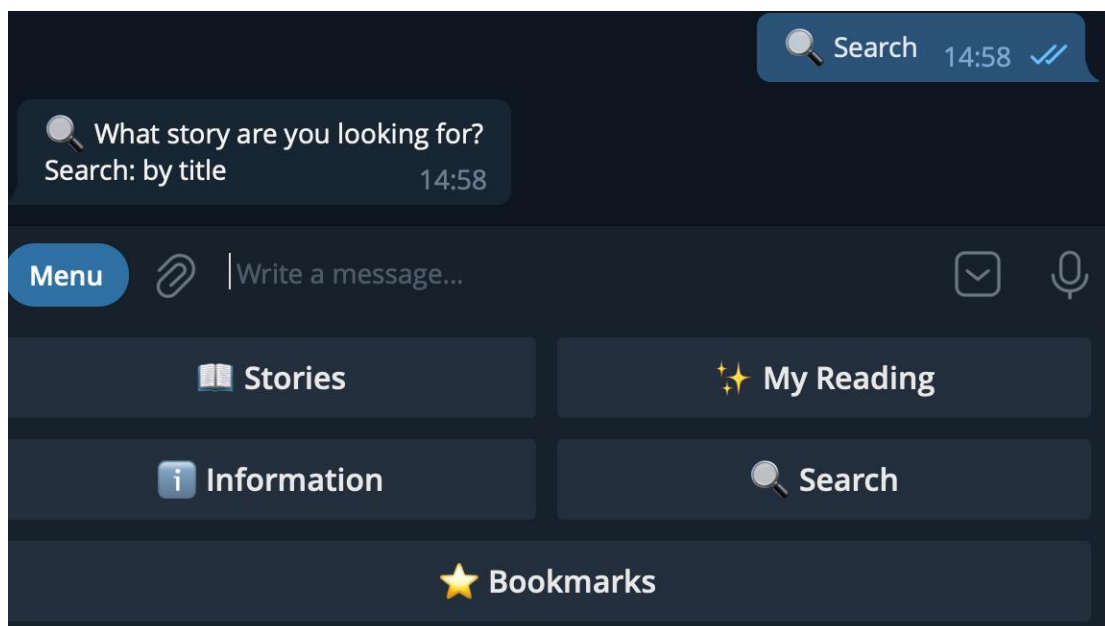 🔍 Search 14:58
🔍 What story are you looking for?
Search: by title 14:58
Menu Write a message...
📖 Stories ✨ My Reading
ℹ️ Information 🔍 Search
⭐ Bookmarks